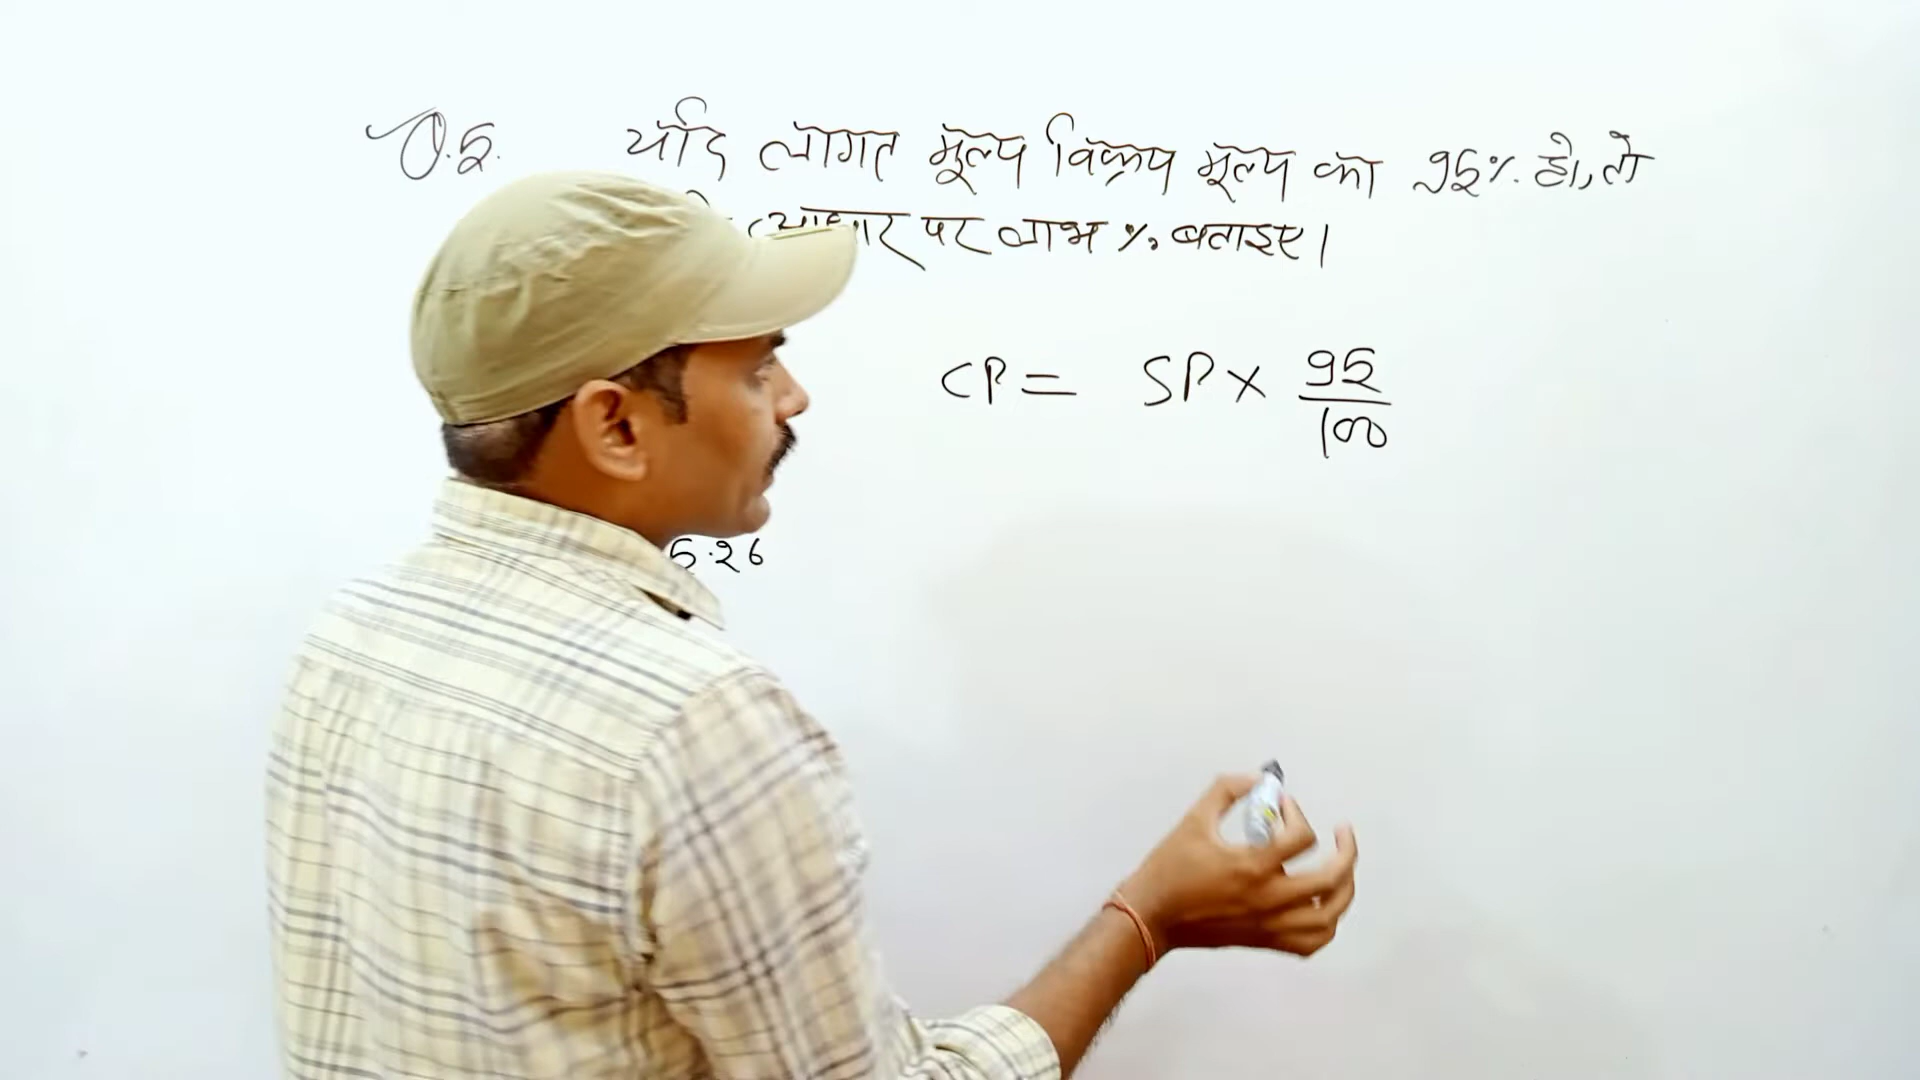 Q.5. यदि लागत मूल्य विक्रय मूल्य का 95% हो, तो
आधार पर लाभ % बताइए।
CP = SP × 95/100
5.26